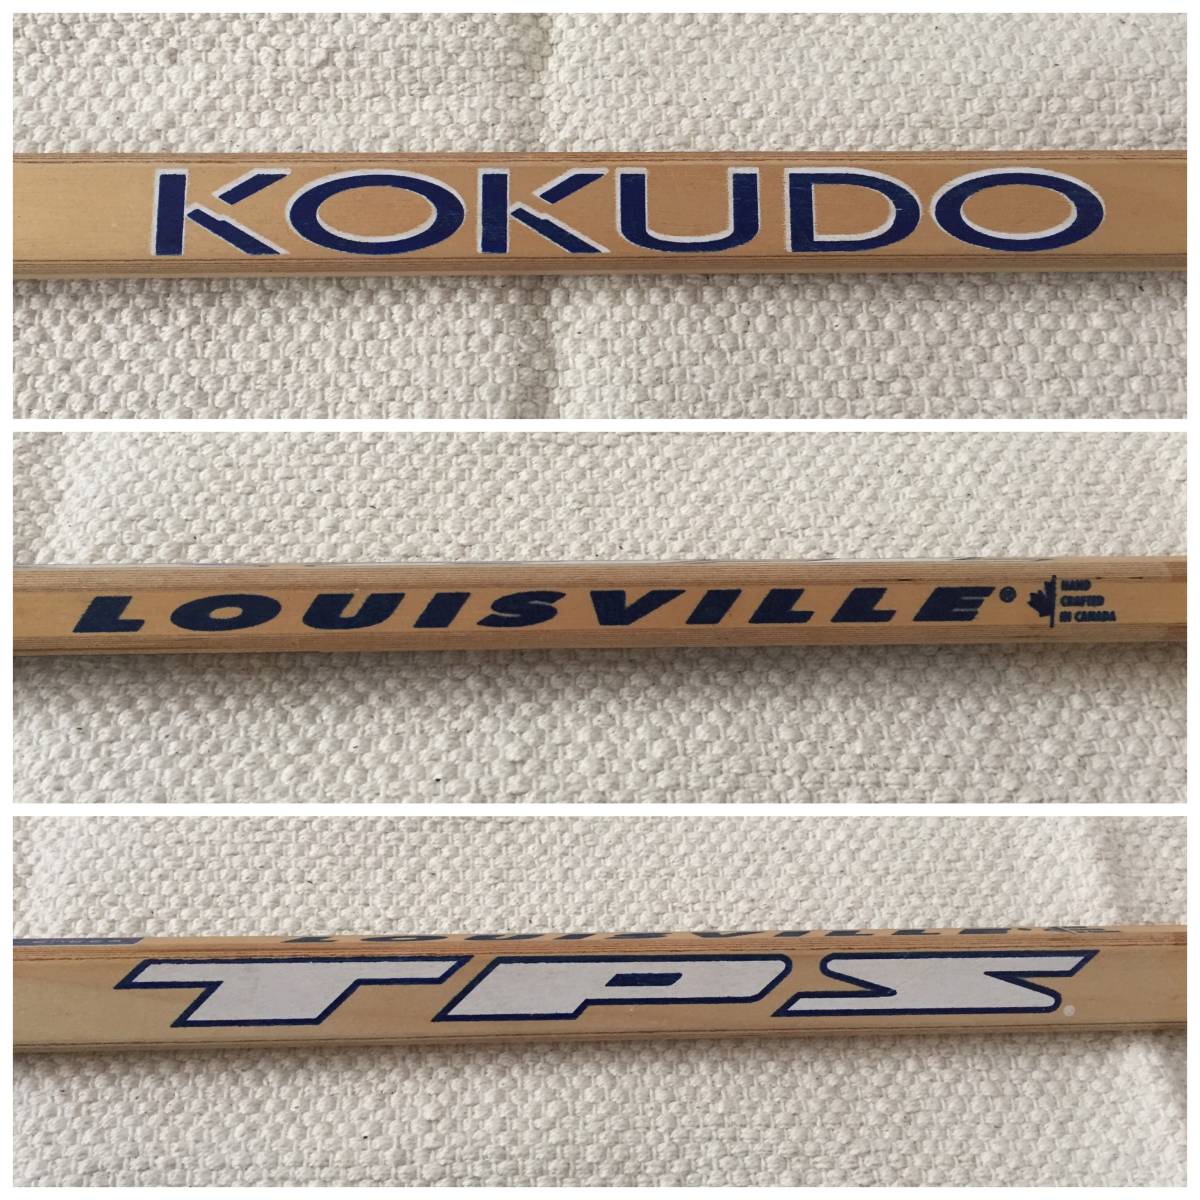 KOKUDO
LOUISVILLE®
HAND
CRAFTED
IN CANADA
LOUISVILLE®
TPS®